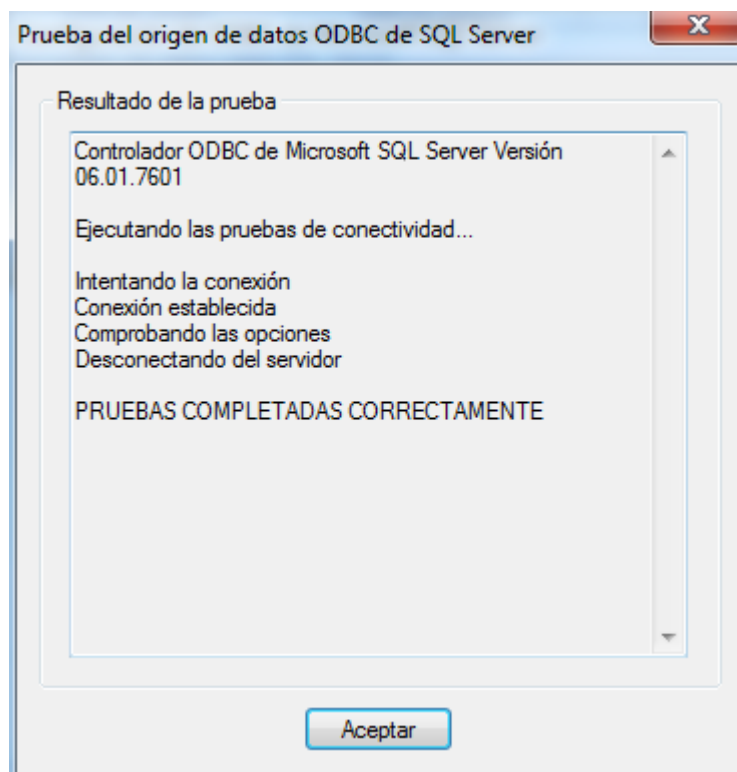 Prueba del origen de datos ODBC de SQL Server
Resultado de la prueba
Controlador ODBC de Microsoft SQL Server Versión
06.01.7601
Ejecutando las pruebas de conectividad...
Intentando la conexión
Conexión establecida
Comprobando las opciones
Desconectando del servidor
PRUEBAS COMPLETADAS CORRECTAMENTE
Aceptar